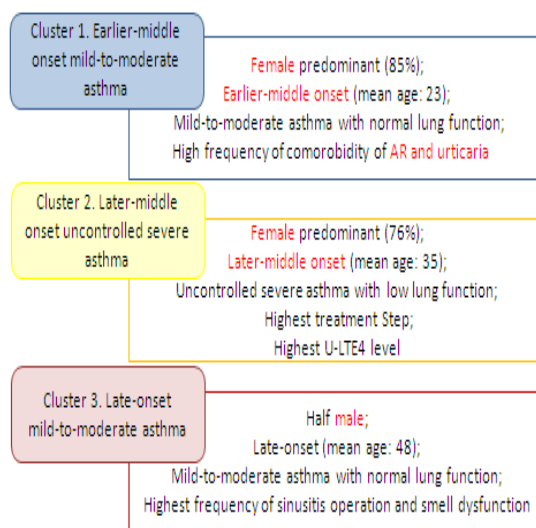 Cluster 1. Earlier-middle
onset mild-to-moderate
asthma
Female predominant (85%);
Earlier-middle onset (mean age: 23);
Mild-to-moderate asthma with normal lung function;
High frequency of comorobidity of AR and urticaria
Cluster 2. Later-middle
onset uncontrolled severe
asthma
Female predominant (76%);
Later-middle onset (mean age: 35);
Uncontrolled severe asthma with low lung function;
Highest treatment Step;
Highest U-LTE4 level
Cluster 3. Late-onset
mild-to-moderate asthma
Half male;
Late-onset (mean age: 48);
Mild-to-moderate asthma with normal lung function;
Highest frequency of sinusitis operation and smell dysfunction